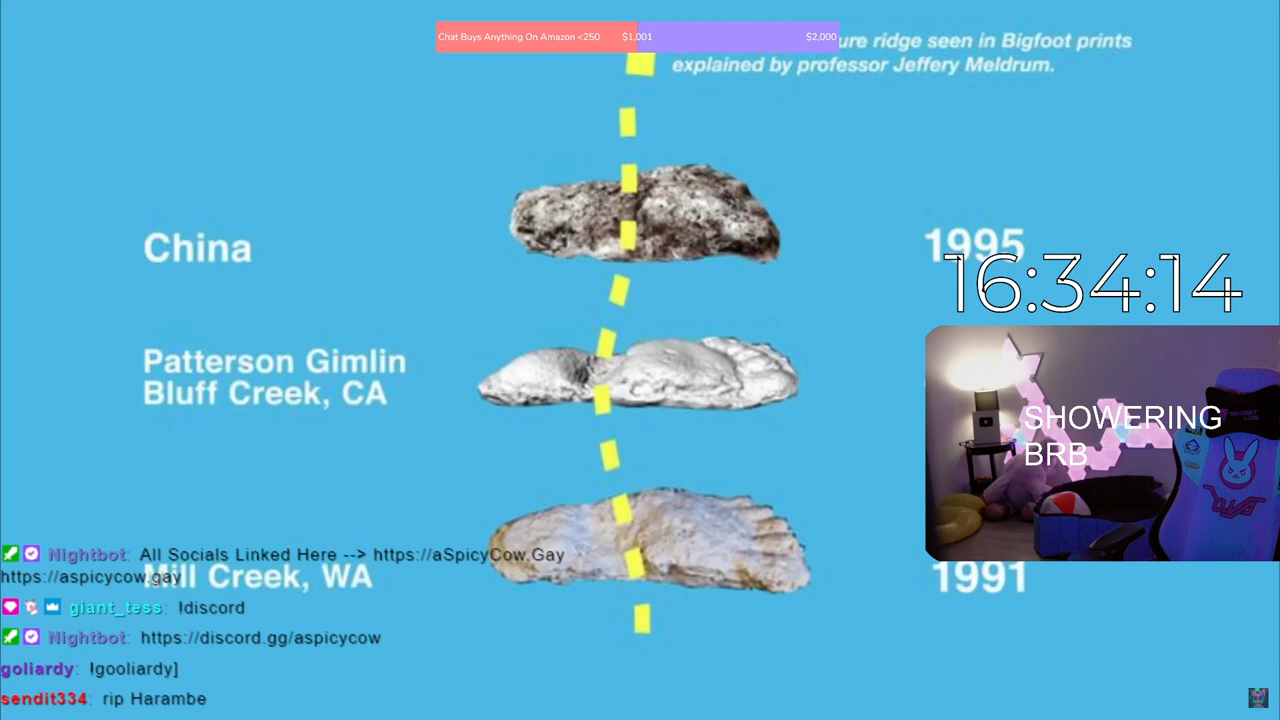 Chat Buys Anything On Amazon <250 $1,001 $2,000
ure ridge seen in Bigfoot prints
explained by professor Jeffery Meldrum.
China
1995
16:34:14
Patterson Gimlin
Bluff Creek, CA
SHOWERING
BRB
Mill Creek, WA
1991
Nightbot: All Socials Linked Here --> https://aSpicyCow.Gay
https://aspicycow.gay
giant_tess: !discord
Nightbot: https://discord.gg/aspicycow
goliardy: !gooliardy]
sendit334: rip Harambe